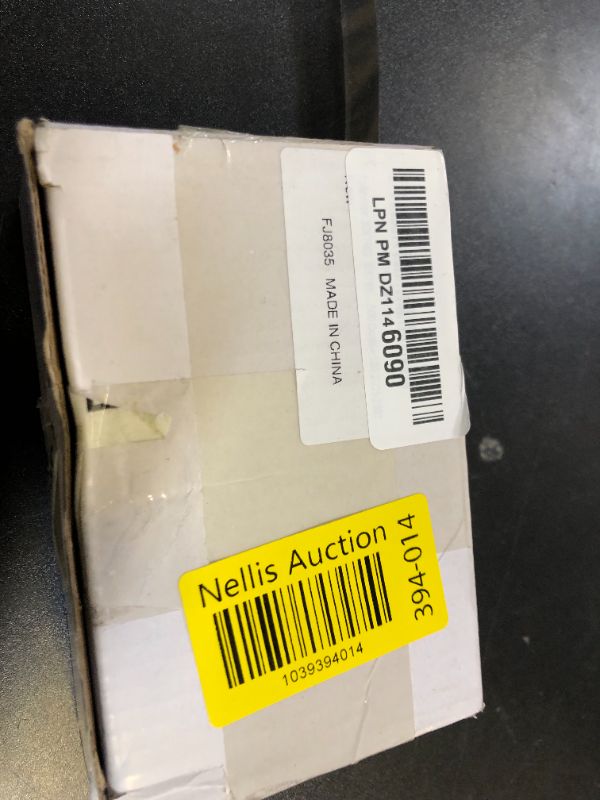 LPN PM DZ1146090
FJ8035 MADE IN CHINA
Nellis Auction
394-014
1039394014